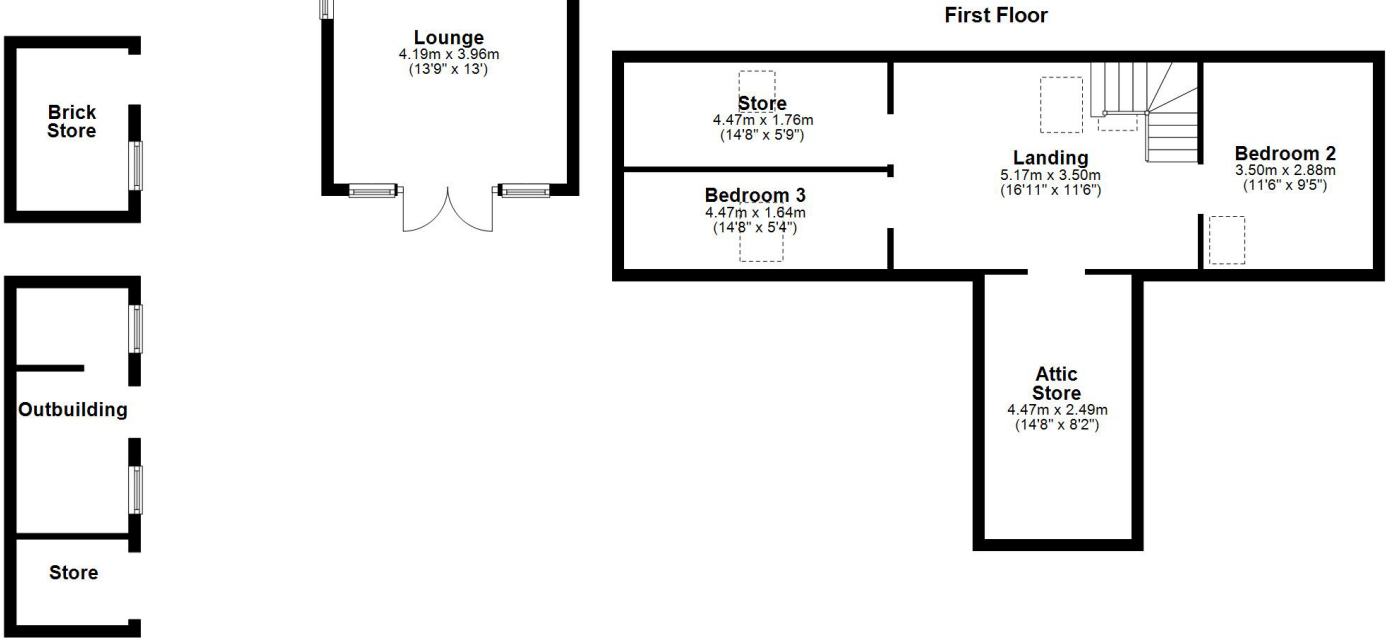 First Floor
Lounge
4.19m x 3.96m
(13'9" x 13')
Brick
Store
Store
4.47m x 1.76m
(14'8" x 5'9")
Landing
5.17m x 3.50m
(16'11" x 11'6")
Bedroom 2
3.50m x 2.88m
(11'6" x 9'5")
Bedroom 3
4.47m x 1.64m
(14'8" x 5'4")
Outbuilding
Attic
Store
4.47m x 2.49m
(14'8" x 8'2")
Store